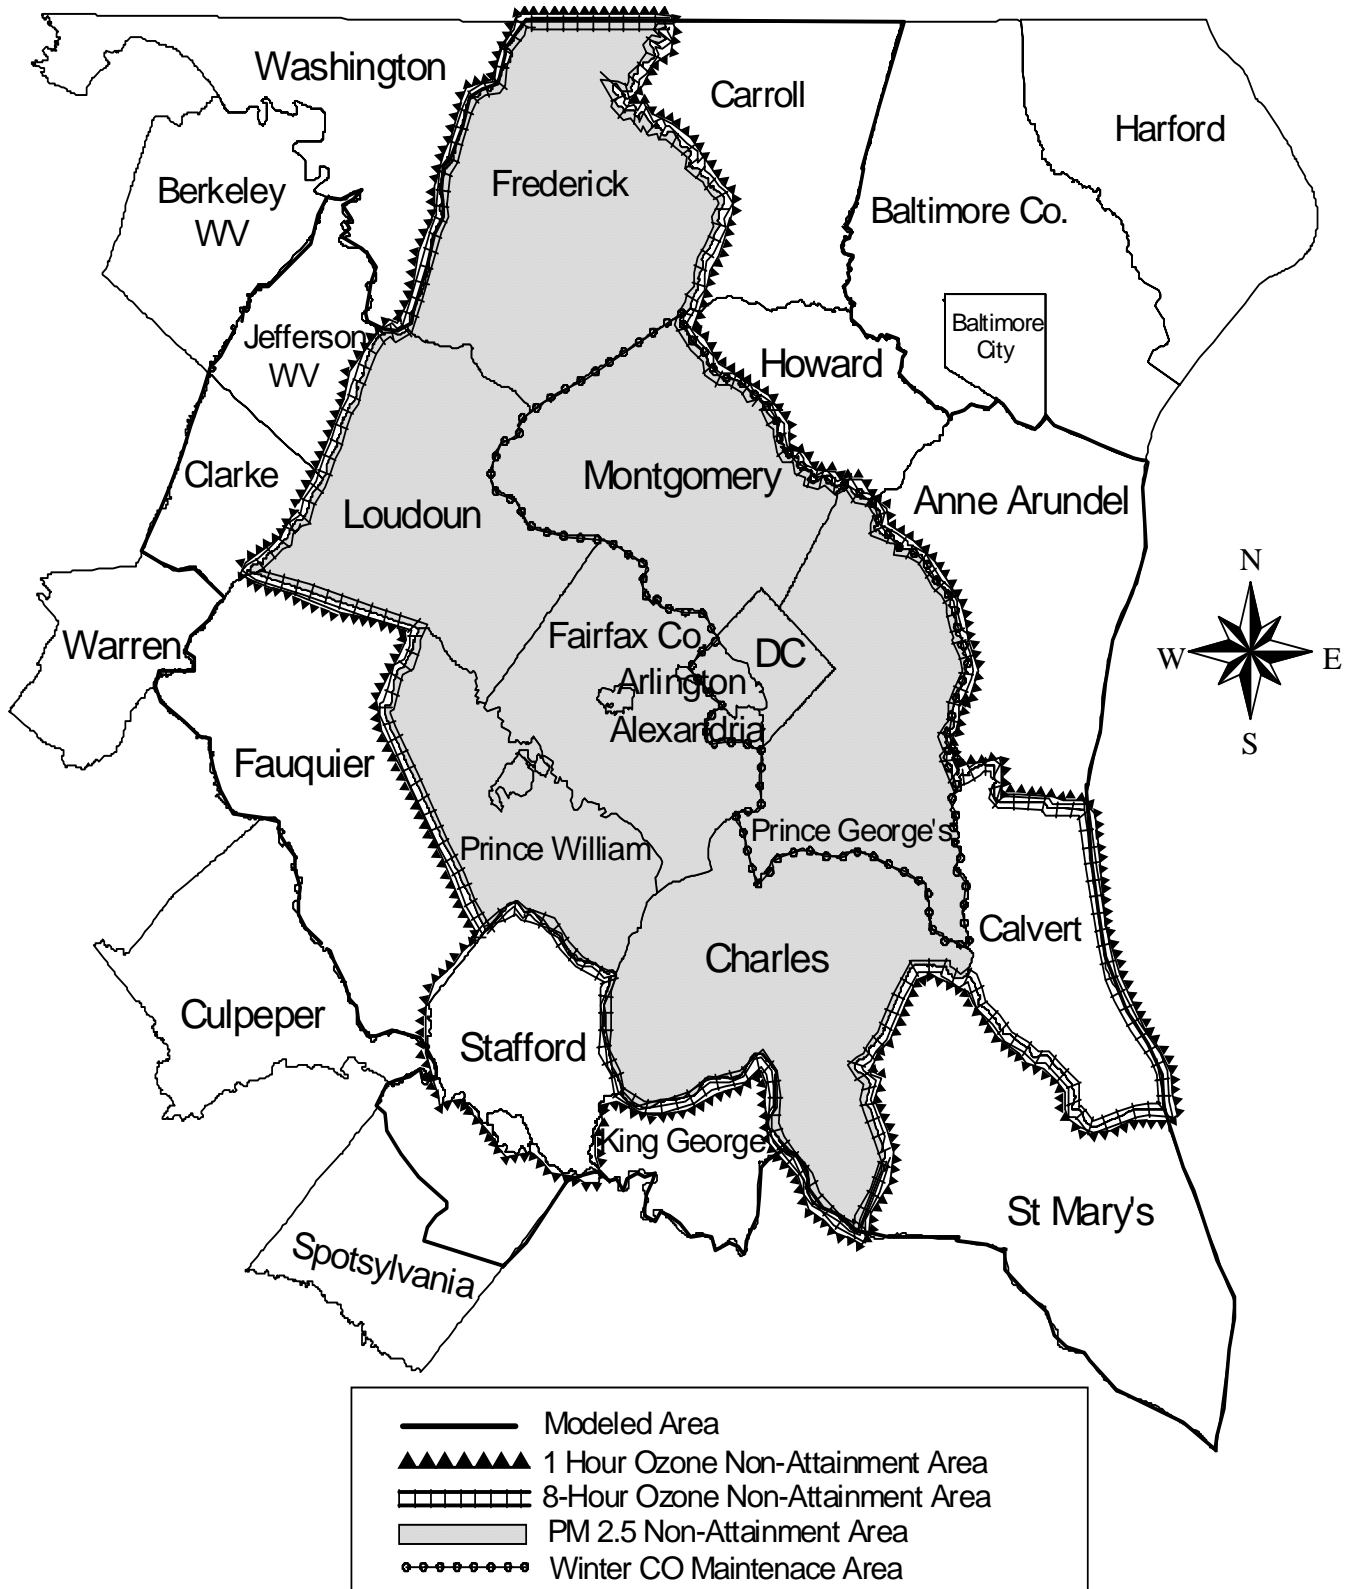 Washington
Carroll
Harford
Frederick
Berkeley
WV
Baltimore Co.
Jefferson
WV
Baltimore
City
Howard
Clarke
Montgomery
Anne Arundel
Loudoun
N
Warren
Fairfax Co.
DC
W
E
Arlington
Alexandria
S
Fauquier
Prince William
Prince George's
Calvert
Charles
Culpeper
Stafford
King George
St Mary's
Spotsylvania
Modeled Area
1 Hour Ozone Non-Attainment Area
8-Hour Ozone Non-Attainment Area
PM 2.5 Non-Attainment Area
Winter CO Maintenace Area